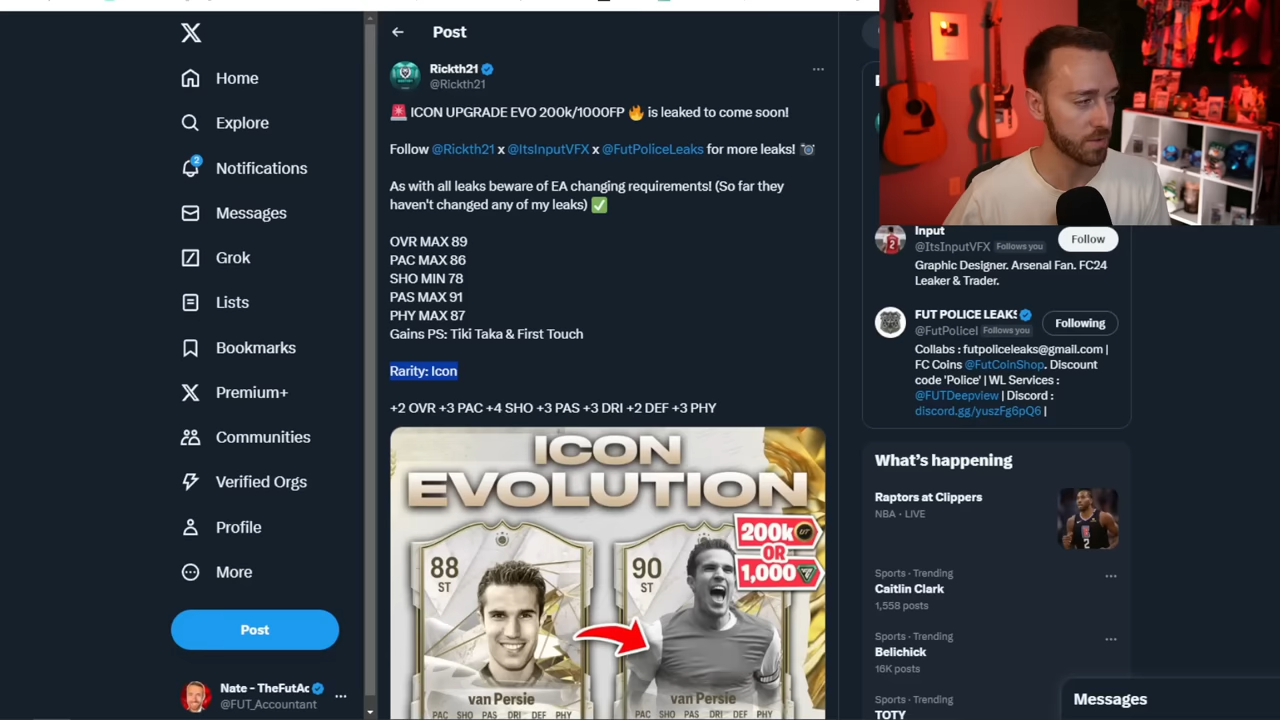 Home
Explore
2
Notifications
Messages
Grok
Lists
Bookmarks
Premium+
Communities
Verified Orgs
Profile
More
Post
Nate - TheFutAc
@FUT_Accountant
Post
Rickth21
@Rickth21
🚨 ICON UPGRADE EVO 200k/1000FP 🔥 is leaked to come soon!
Follow @Rickth21 x @ItsInputVFX x @FutPoliceLeaks for more leaks! 📸
As with all leaks beware of EA changing requirements! (So far they
haven't changed any of my leaks) ✅
OVR MAX 89
PAC MAX 86
SHO MIN 78
PAS MAX 91
PHY MAX 87
Gains PS: Tiki Taka & First Touch
Rarity: Icon
+2 OVR +3 PAC +4 SHO +3 PAS +3 DRI +2 DEF +3 PHY
ICON
EVOLUTION
200k
OR
1,000
88
ST
van Persie
PAC SHO PAS DRI DEF PHY
90
ST
van Persie
PAC SHO PAS DRI DEF PHY
Input
@ItsInputVFX Follows you
Follow
Graphic Designer. Arsenal Fan. FC24
Leaker & Trader.
FUT POLICE LEAKS
@FutPolicel Follows you
Following
Collabs : futpoliceleaks@gmail.com |
FC Coins @FutCoinShop. Discount
code 'Police' | WL Services :
@FUTDeepview | Discord :
discord.gg/yuszFg6pQ6 |
What's happening
Raptors at Clippers
NBA · LIVE
Sports · Trending
Caitlin Clark
1,558 posts
Sports · Trending
Belichick
16K posts
Sports · Trending
TOTY
Messages